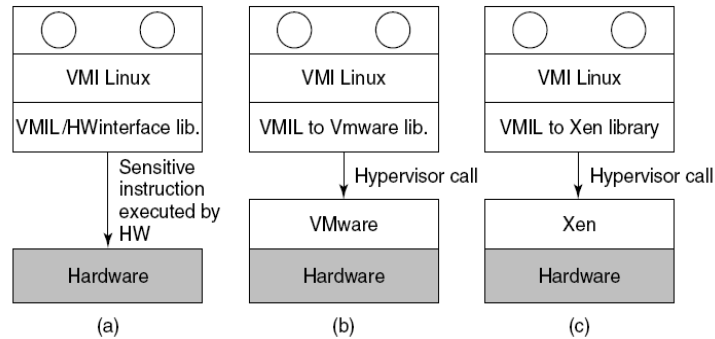 VMI Linux
VMIL/HWinterface lib.
Sensitive
instruction
executed by
HW
Hardware
(a)
VMI Linux
VMIL to Vmware lib.
Hypervisor call
VMware
Hardware
(b)
VMI Linux
VMIL to Xen library
Hypervisor call
Xen
Hardware
(c)